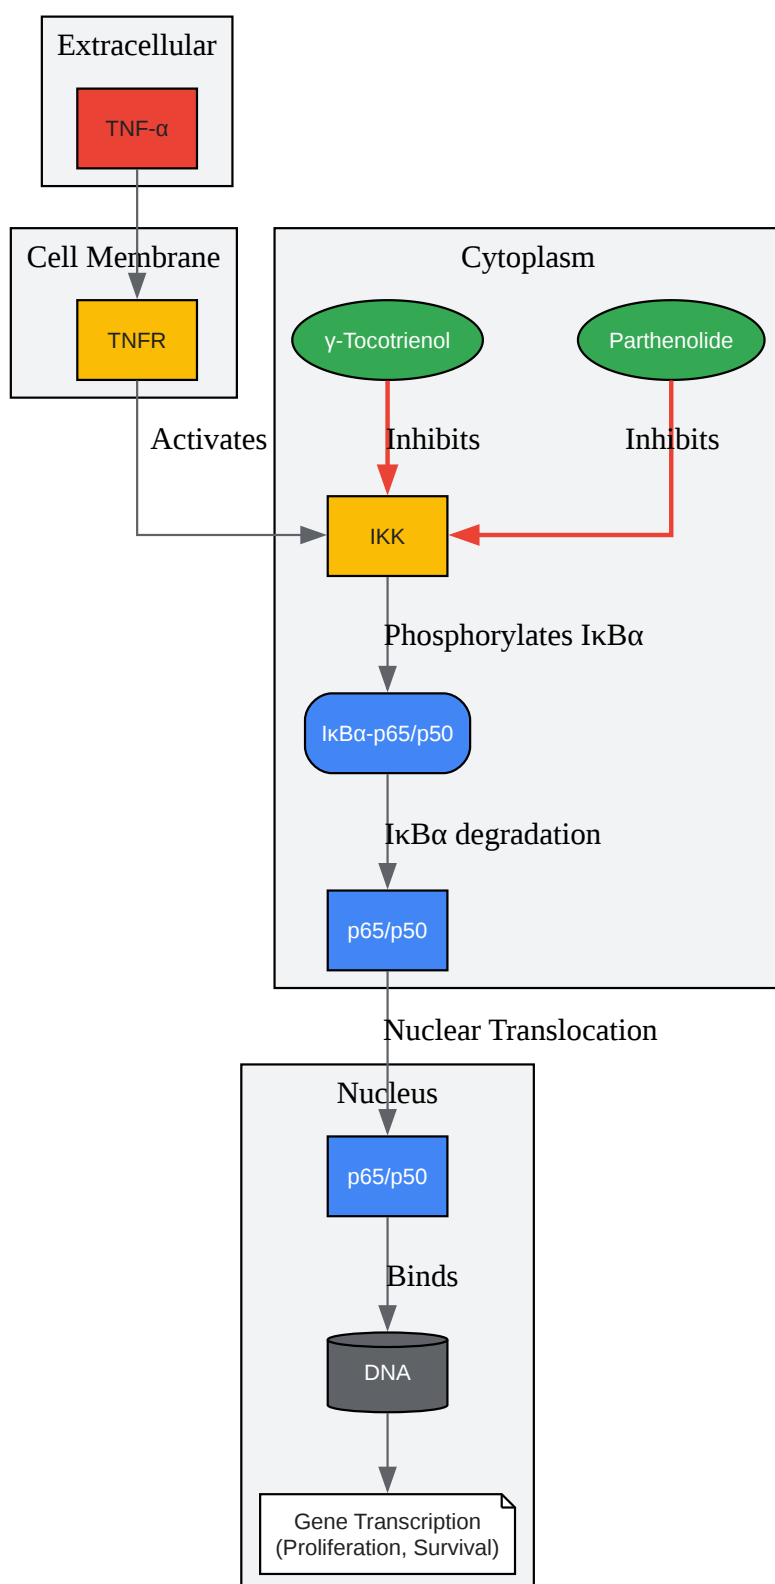 Extracellular
TNF-α
Cell Membrane
TNFR
Cytoplasm
γ-Tocotrienol
Parthenolide
Activates
Inhibits
Inhibits
IKK
Phosphorylates IκBα
IκBα-p65/p50
IκBα degradation
p65/p50
Nuclear Translocation
Nucleus
p65/p50
Binds
DNA
Gene Transcription
(Proliferation, Survival)